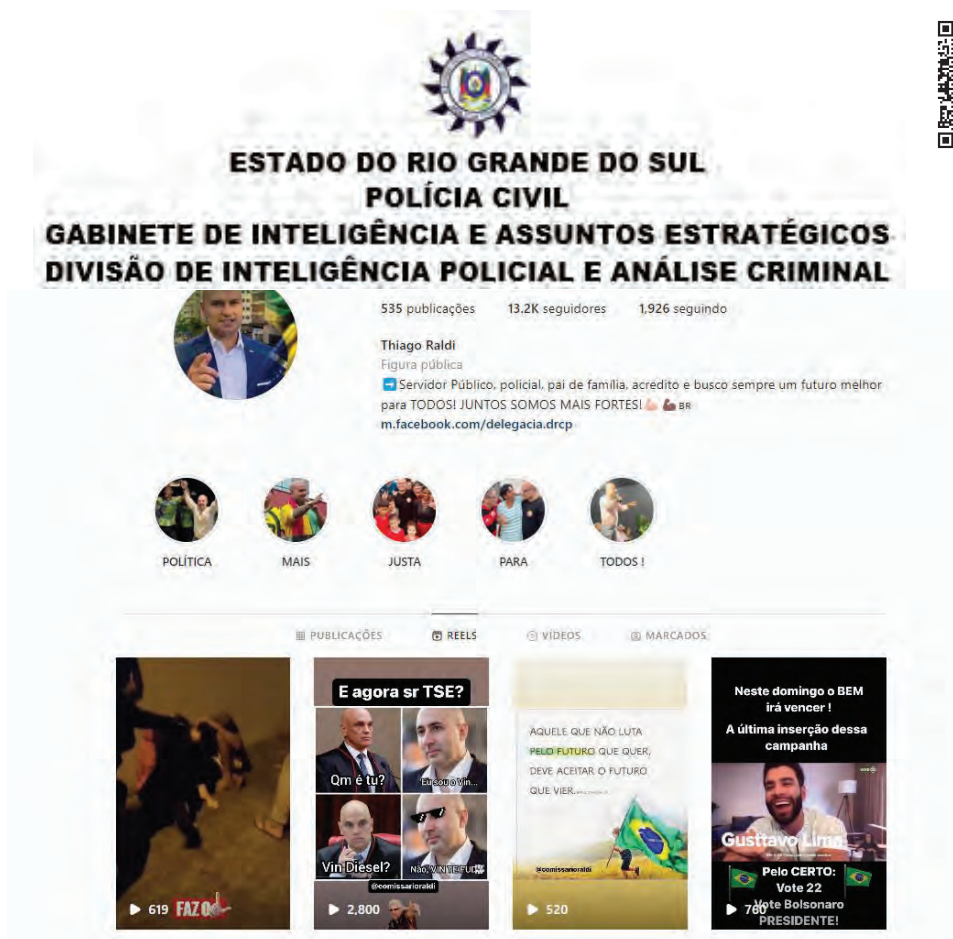 ESTADO DO RIO GRANDE DO SUL
POLÍCIA CIVIL
GABINETE DE INTELIGÊNCIA E ASSUNTOS ESTRATÉGICOS
DIVISÃO DE INTELIGÊNCIA POLICIAL E ANÁLISE CRIMINAL
535 publicações 13.2K seguidores 1,926 seguindo
Thiago Raldi
Figura pública
Servidor Público, policial, pai de família, acredito e busco sempre um futuro melhor
para TODOS! JUNTOS SOMOS MAIS FORTES! BR
m.facebook.com/delegacia.drcp
POLÍTICA MAIS JUSTA PARA TODOS !
PUBLICAÇÕES REELS VÍDEOS MARCADOS
619 FAZ O
E agora sr TSE?
Qm é tu?
Eu sou o Vin...
Vin Diesel?
Não, VIN TE
@comissarioraldi
2,800
AQUELE QUE NÃO LUTA
PELO FUTURO QUE QUER,
DEVE ACEITAR O FUTURO
QUE VIER.
@comissarioraldi
520
Neste domingo o BEM
irá vencer !
A última inserção dessa
campanha
Gusttavo Lima
Pelo CERTO:
Vote 22
Vote Bolsonaro
PRESIDENTE!
760